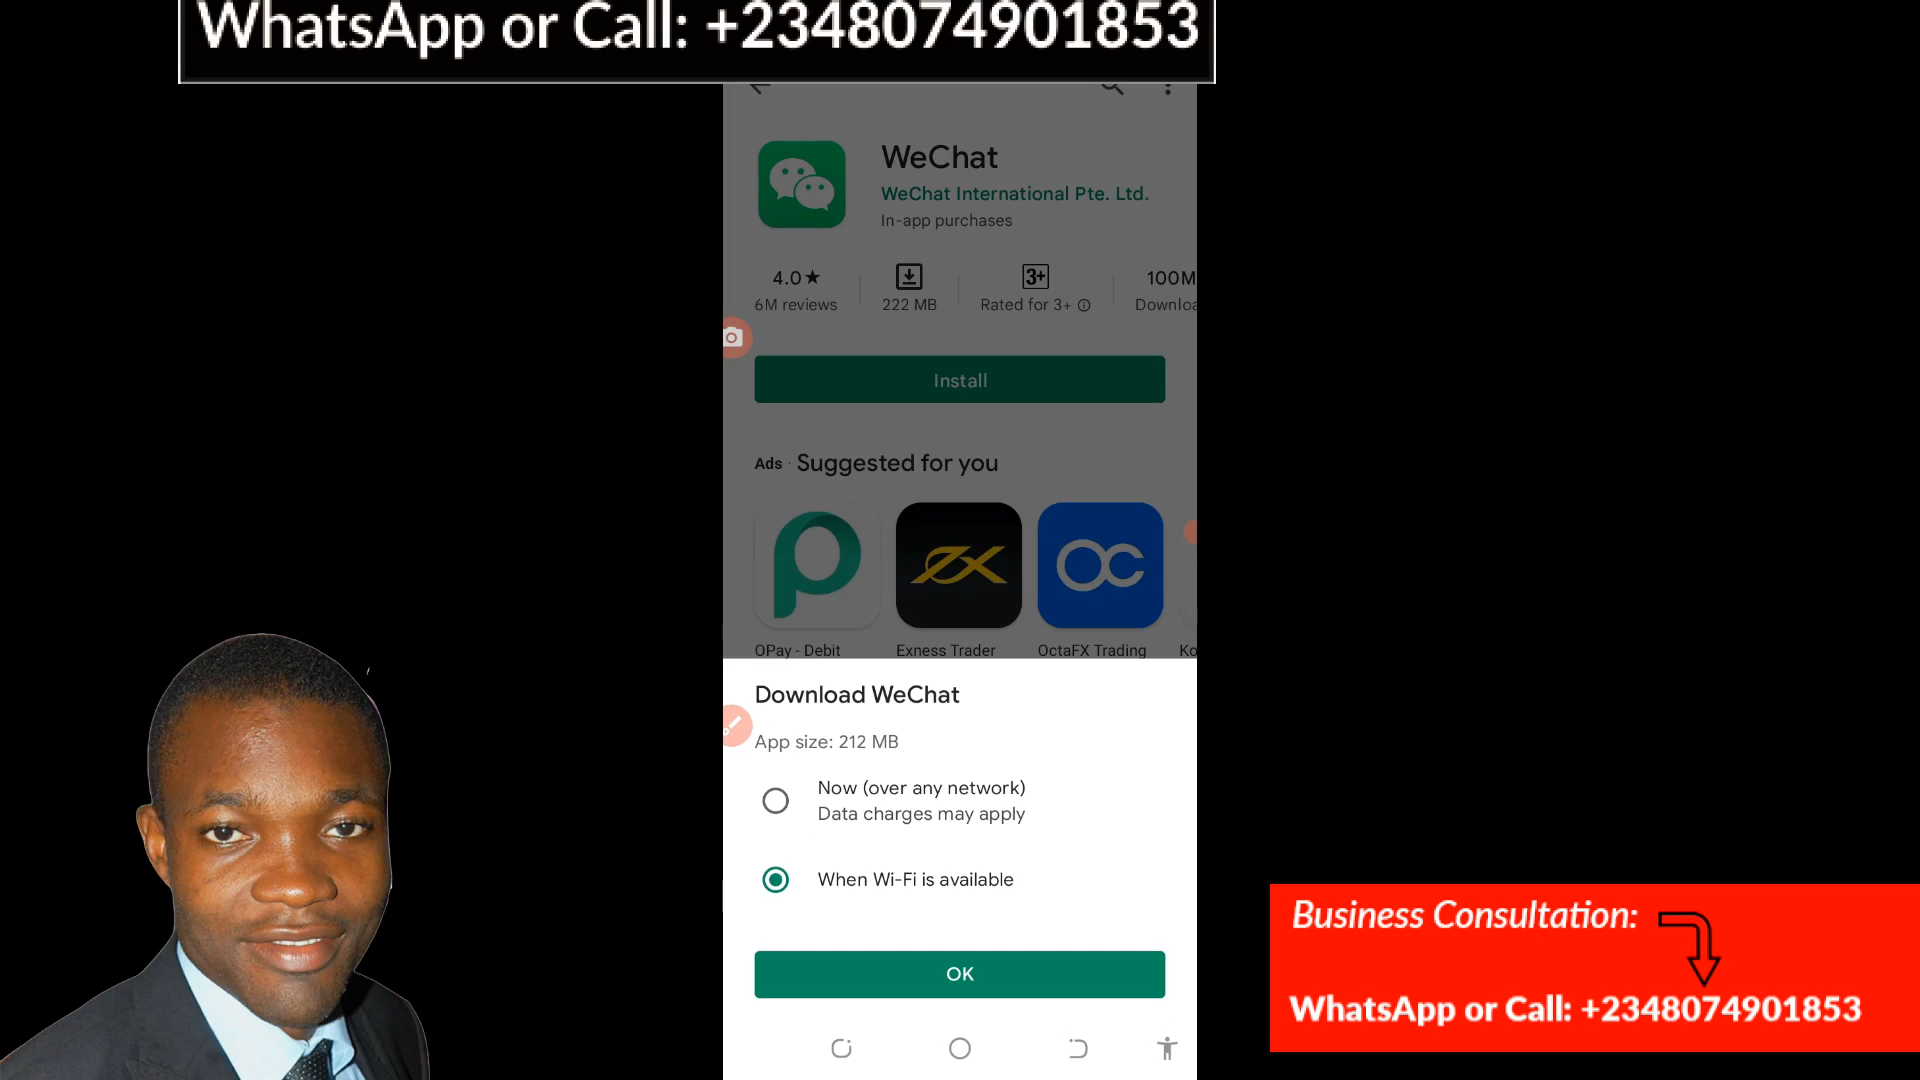 WhatsApp or Call: +2348074901853
WeChat
WeChat International Pte. Ltd.
In-app purchases
4.0★
6M reviews
222 MB
3+
Rated for 3+
100M
Downloa
Install
Ads · Suggested for you
OPay - Debit
Exness Trader
OctaFX Trading
Ko
Download WeChat
App size: 212 MB
Now (over any network)
Data charges may apply
When Wi-Fi is available
OK
Business Consultation:
WhatsApp or Call: +2348074901853